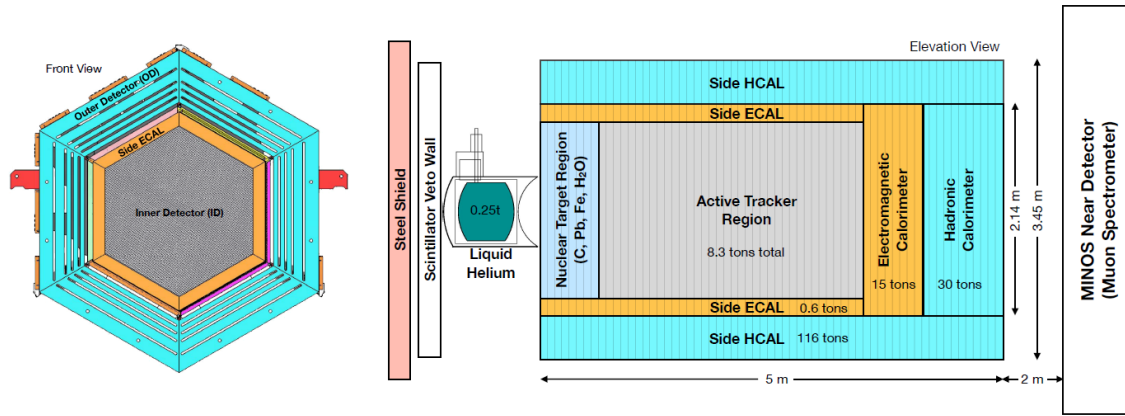 Front View
Outer Detector (OD)
Side ECAL
Inner Detector (ID)
Steel Shield
Scintillator Veto Wall
0.25t
Liquid
Helium
Elevation View
Side HCAL
Side ECAL
Nuclear Target Region
(C, Pb, Fe, H₂O)
Active Tracker
Region
8.3 tons total
Electromagnetic
Calorimeter
15 tons
Hadronic
Calorimeter
30 tons
Side ECAL 0.6 tons
Side HCAL 116 tons
5 m
2 m
2.14 m
3.45 m
MINOS Near Detector
(Muon Spectrometer)